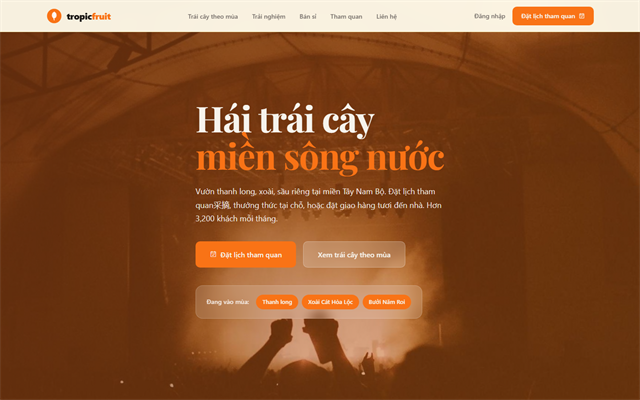 tropicfruit
Trái cây theo mùa
Trải nghiệm
Bán sỉ
Tham quan
Liên hệ
Đăng nhập
Đặt lịch tham quan
Hái trái cây
miền sông nước
Vườn thanh long, xoài, sầu riêng tại miền Tây Nam Bộ. Đặt lịch tham
quan采摘, thưởng thức tại chỗ, hoặc đặt giao hàng tươi đến nhà. Hơn
3,200 khách mỗi tháng.
Đặt lịch tham quan
Xem trái cây theo mùa
Đang vào mùa:
Thanh long
Xoài Cát Hòa Lộc
Bưởi Năm Roi